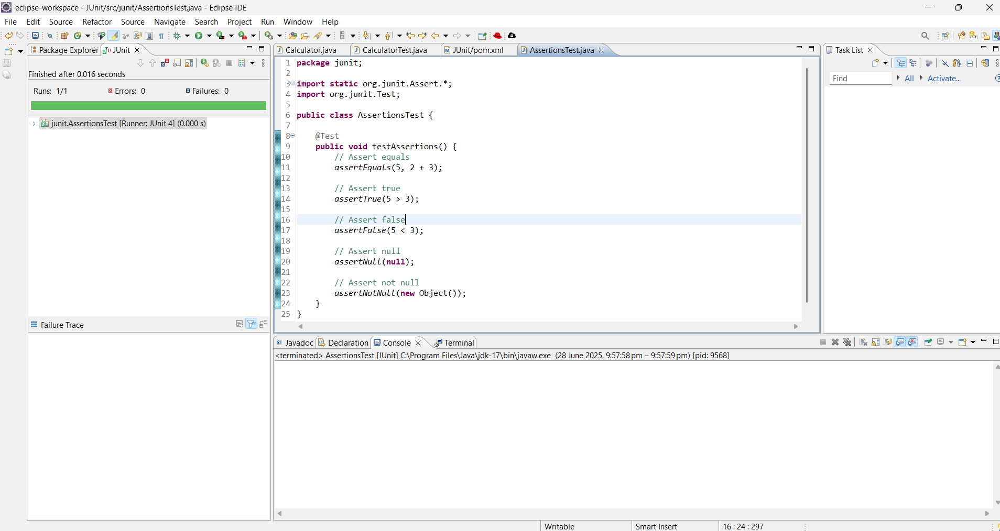 eclipse-workspace - JUnit/src/junit/AssertionsTest.java - Eclipse IDE
File Edit Source Refactor Source Navigate Search Project Run Window Help
Package Explorer JUnit
Finished after 0.016 seconds
Runs: 1/1 Errors: 0 Failures: 0
junit.AssertionsTest [Runner: JUnit 4] (0.000 s)
Failure Trace
Calculator.java CalculatorTest.java JUnit/pom.xml AssertionsTest.java
1 package junit;
2
3 import static org.junit.Assert.*;
4 import org.junit.Test;
5
6 public class AssertionsTest {
7
8 @Test
9 public void testAssertions() {
10 // Assert equals
11 assertEquals(5, 2 + 3);
12
13 // Assert true
14 assertTrue(5 > 3);
15
16 // Assert false
17 assertFalse(5 < 3);
18
19 // Assert null
20 assertNull(null);
21
22 // Assert not null
23 assertNotNull(new Object());
24 }
25 }
Task List
Find All Activate...
@ Javadoc Declaration Console Terminal
<terminated> AssertionsTest [JUnit] C:\Program Files\Java\jdk-17\bin\javaw.exe (28 June 2025, 9:57:58 pm – 9:57:59 pm) [pid: 9568]
Writable Smart Insert 16 : 24 : 297